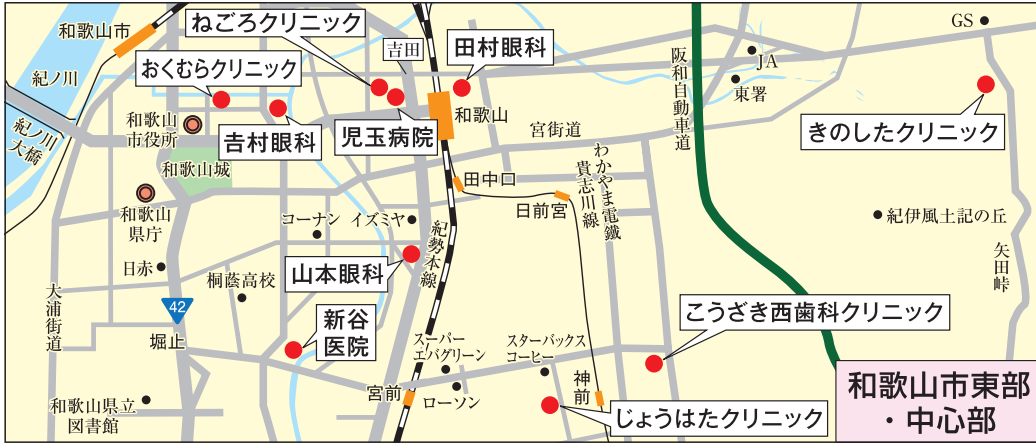 和歌山市
紀ノ川
ねごろクリニック
吉田
田村眼科
GS
JA
東署
おくむらクリニック
吉村眼科
児玉病院
和歌山
阪和自動車道
きのしたクリニック
紀ノ川
大橋
和歌山
市役所
和歌山城
宮街道
わかやま電鐵
貴志川線
田中口
日前宮
和歌山
県庁
コーナン
イズミヤ
紀伊風土記の丘
紀勢本線
山本眼科
矢田峠
日赤
桐蔭高校
大浦街道
42
堀止
新谷
医院
こうざき西歯科クリニック
スーパー
エバグリーン
スターバックス
コーヒー
宮前
ローソン
神前
じょうはたクリニック
和歌山県立
図書館
和歌山市東部
・中心部